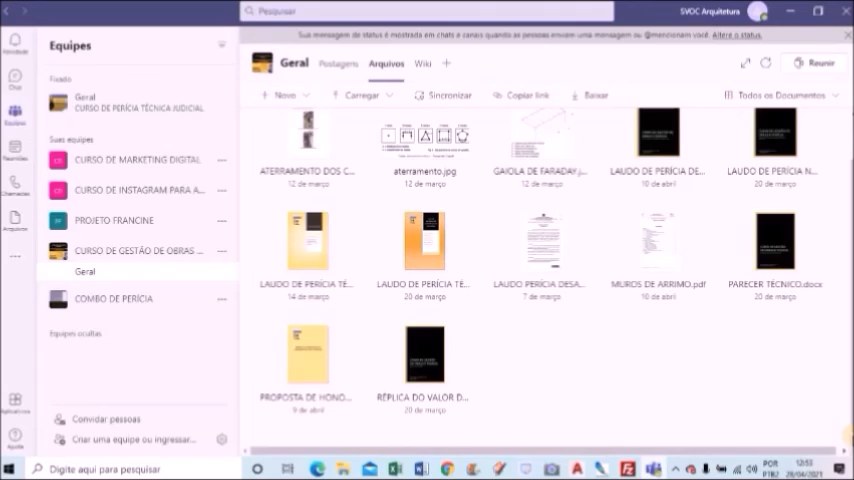 Pesquisar
SVOC Arquitetura
Sua mensagem de status é mostrada em chats e canais quando as pessoas enviem uma mensagem ou @mencionam você. Altere o status.
Equipes
Geral
Postagens
Arquivos
Wiki
Reunir
Novo
Carregar
Sincronizar
Copiar link
Baixar
Todos os Documentos
Chat
Equipes
Reuniões
Chamadas
Arquivos
Aplicativos
Ajuda
Fixado
Geral
CURSO DE PERÍCIA TÉCNICA JUDICIAL
Suas equipes
CURSO DE MARKETING DIGITAL
CURSO DE INSTAGRAM PARA A...
PROJETO FRANCINE
CURSO DE GESTÃO DE OBRAS ...
Geral
COMBO DE PERÍCIA
Equipes ocultas
Convidar pessoas
Criar uma equipe ou ingressar...
ATERRAMENTO DOS C...
12 de março
aterramento.jpg
12 de março
GAIOLA DE FARADAY.j...
12 de março
LAUDO DE PERÍCIA DE...
10 de abril
LAUDO DE PERÍCIA N...
20 de março
LAUDO DE PERÍCIA TÉ...
14 de março
LAUDO DE PERÍCIA TÉ...
20 de março
LAUDO PERÍCIA DESA...
7 de março
MUROS DE ARRIMO.pdf
10 de abril
PARECER TÉCNICO.docx
20 de março
PROPOSTA DE HONO...
9 de abril
RÉPLICA DO VALOR D...
20 de março
Digite aqui para pesquisar
POR
PTB2
12:53
28/04/2021